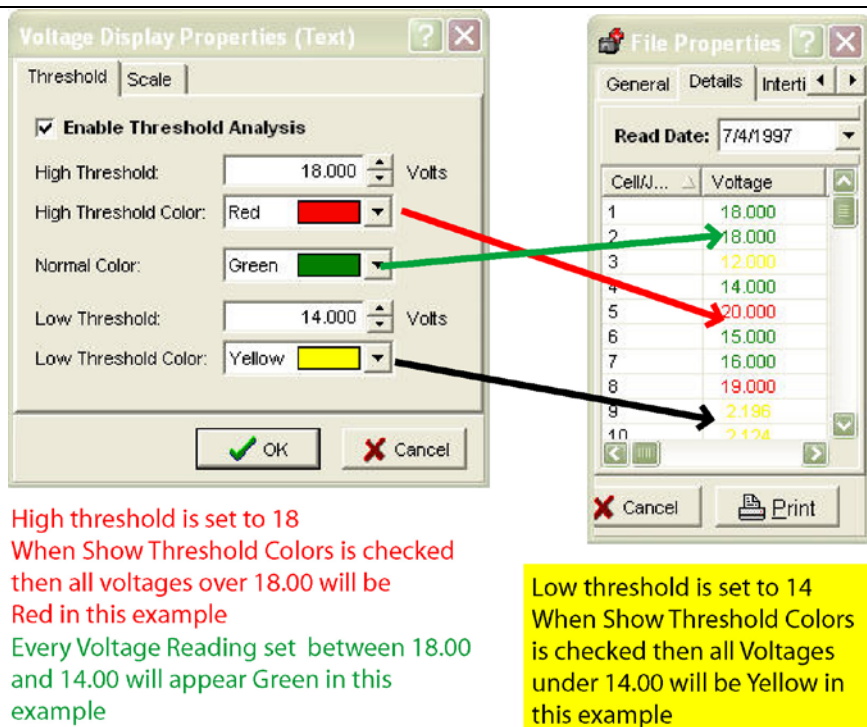 Voltage Display Properties (Text)
Threshold Scale
Enable Threshold Analysis
High Threshold: 18.000 Volts
High Threshold Color: Red
Normal Color: Green
Low Threshold: 14.000 Volts
Low Threshold Color: Yellow
OK Cancel
File Properties
General Details Interti
Read Date: 7/4/1997
Cell/J... Voltage
1 18.000
2 18.000
3 12.000
4 14.000
5 20.000
6 15.000
7 16.000
8 19.000
9 2.196
10 2.124
Cancel Print
High threshold is set to 18
When Show Threshold Colors is checked
then all voltages over 18.00 will be
Red in this example
Every Voltage Reading set between 18.00
and 14.00 will appear Green in this
example
Low threshold is set to 14
When Show Threshold Colors
is checked then all Voltages
under 14.00 will be Yellow in
this example